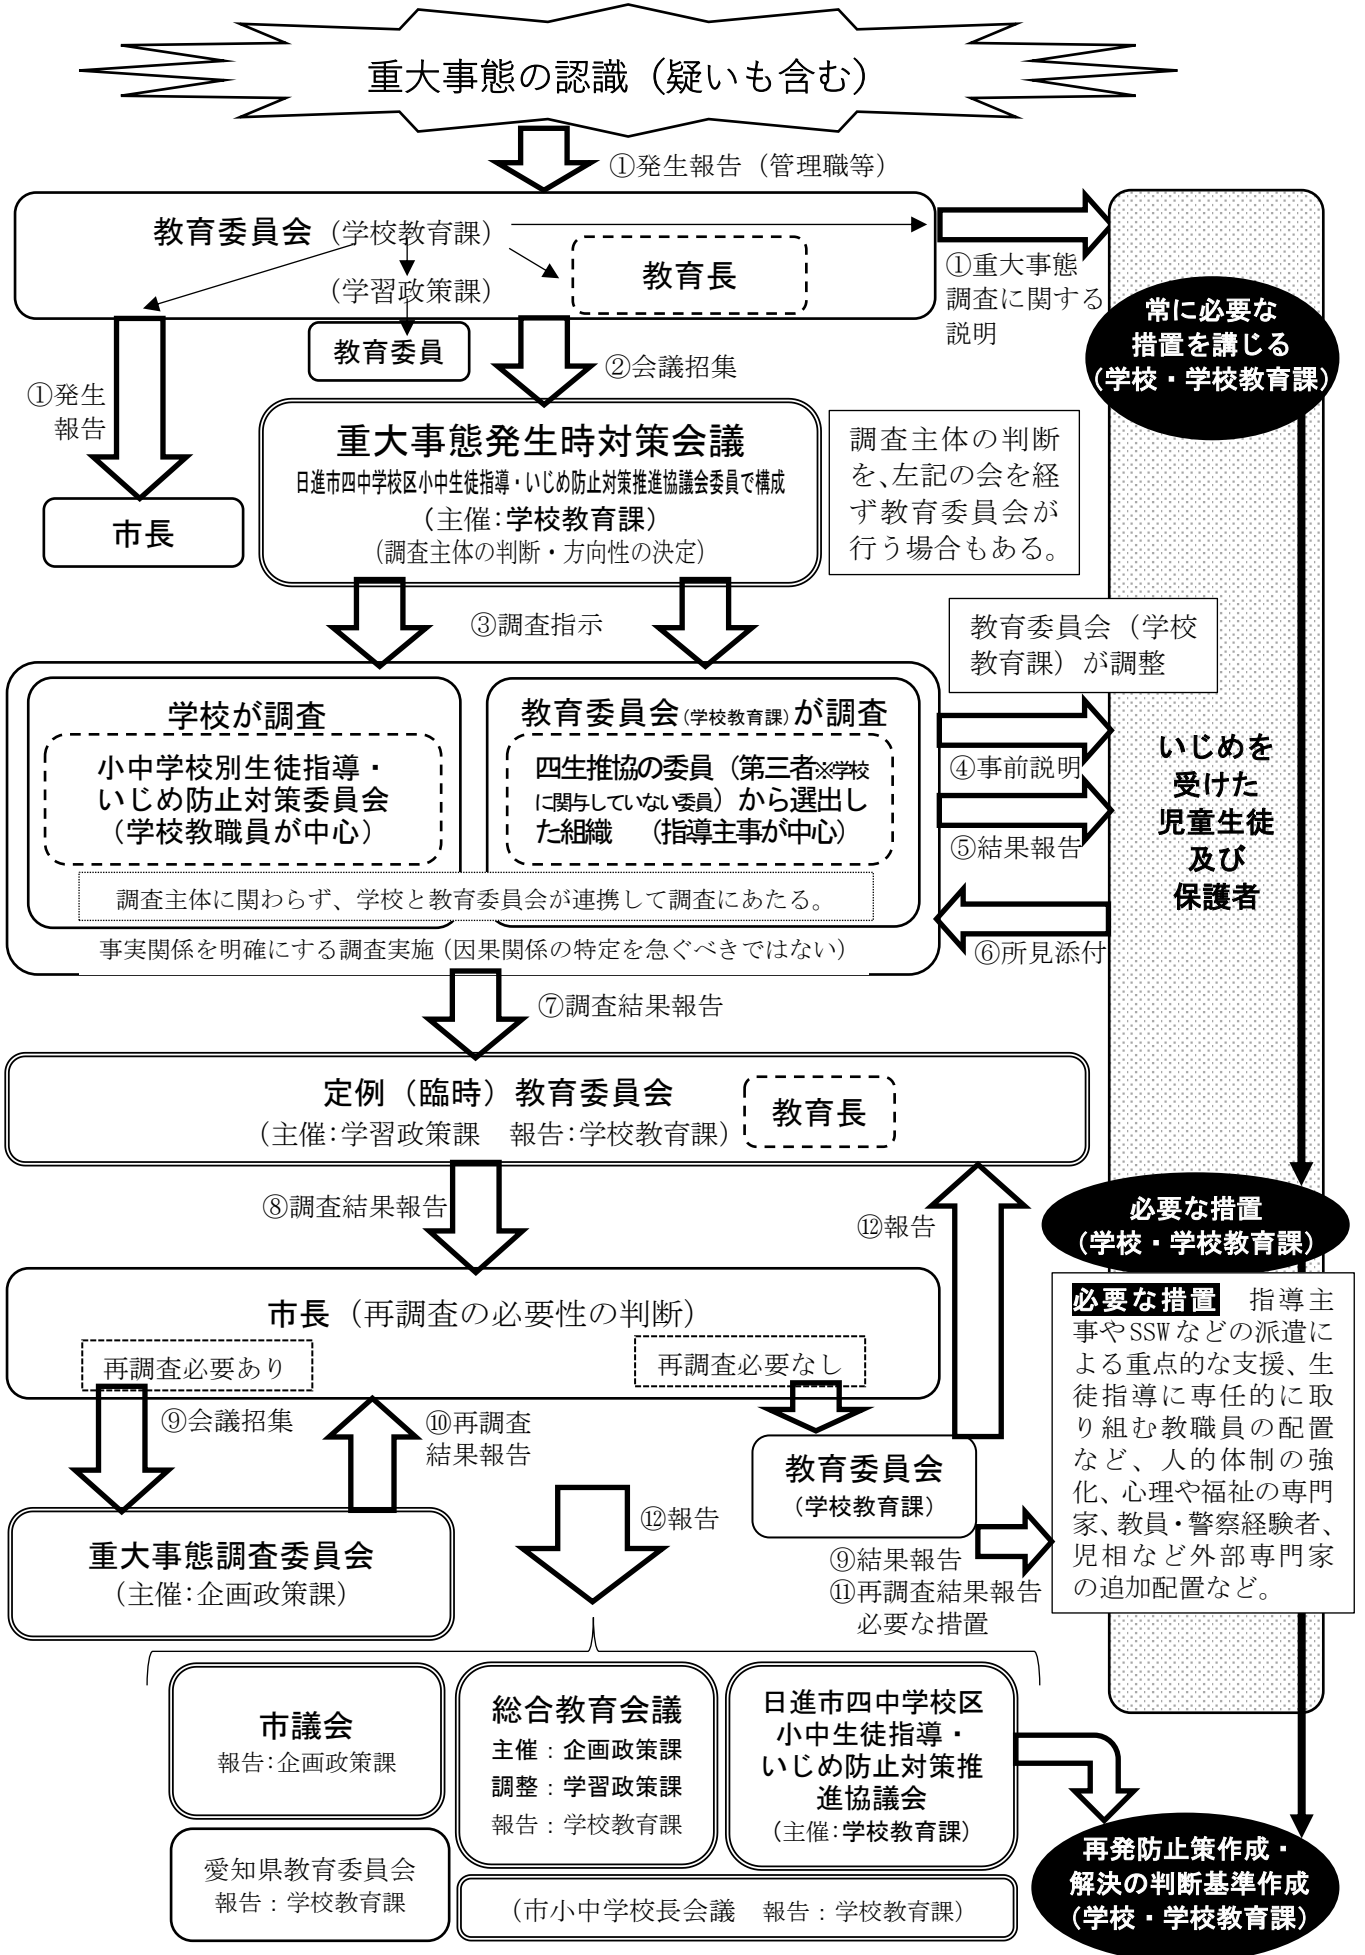 重大事態の認識（疑いも含む）
①発生報告（管理職等）
教育委員会（学校教育課）
（学習政策課）
教育長
教育委員
①重大事態
調査に関する
説明
常に必要な
措置を講じる
（学校・学校教育課）
①発生
報告
②会議招集
市長
重大事態発生時対策会議
日進市四中学校区小中生徒指導・いじめ防止対策推進協議会委員で構成
（主催：学校教育課）
（調査主体の判断・方向性の決定）
調査主体の判断
を、左記の会を経
ず教育委員会が
行う場合もある。
③調査指示
教育委員会（学校
教育課）が調整
学校が調査
小中学校別生徒指導・
いじめ防止対策委員会
（学校教職員が中心）
教育委員会（学校教育課）が調査
四生推協の委員（第三者※学校
に関与していない委員）から選出し
た組織　（指導主事が中心）
調査主体に関わらず、学校と教育委員会が連携して調査にあたる。
事実関係を明確にする調査実施（因果関係の特定を急ぐべきではない）
④事前説明
⑤結果報告
⑥所見添付
いじめを
受けた
児童生徒
及び
保護者
⑦調査結果報告
定例（臨時）教育委員会
（主催：学習政策課　報告：学校教育課）
教育長
⑧調査結果報告
⑫報告
必要な措置
（学校・学校教育課）
市長（再調査の必要性の判断）
再調査必要あり
再調査必要なし
⑨会議招集
⑩再調査
結果報告
必要な措置　指導主
事やSSWなどの派遣に
よる重点的な支援、生
徒指導に専任的に取
り組む教職員の配置
など、人的体制の強
化、心理や福祉の専門
家、教員・警察経験者、
児相など外部専門家
の追加配置など。
教育委員会
（学校教育課）
⑫報告
⑨結果報告
⑪再調査結果報告
必要な措置
重大事態調査委員会
（主催：企画政策課）
市議会
報告：企画政策課
総合教育会議
主催：企画政策課
調整：学習政策課
報告：学校教育課
日進市四中学校区
小中生徒指導・
いじめ防止対策推
進協議会
（主催：学校教育課）
愛知県教育委員会
報告：学校教育課
（市小中学校長会議　報告：学校教育課）
再発防止策作成・
解決の判断基準作成
（学校・学校教育課）